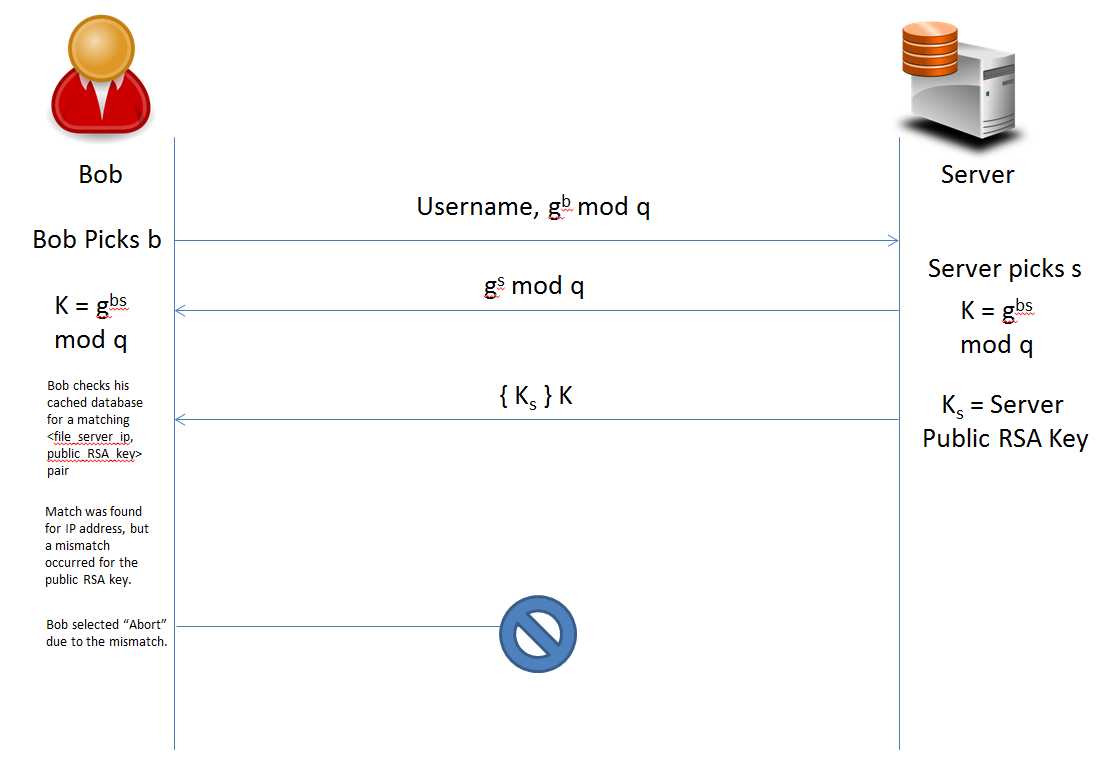 Bob
Server
Username, g^b mod q
Bob Picks b
Server picks s
g^s mod q
K = g^bs
mod q
K = g^bs
mod q
Bob checks his
cached database
for a matching
<file_server_ip,
public_RSA_key>
pair
{ K_s } K
K_s = Server
Public RSA Key
Match was found
for IP address, but
a mismatch
occurred for the
public RSA key.
Bob selected “Abort”
due to the mismatch.